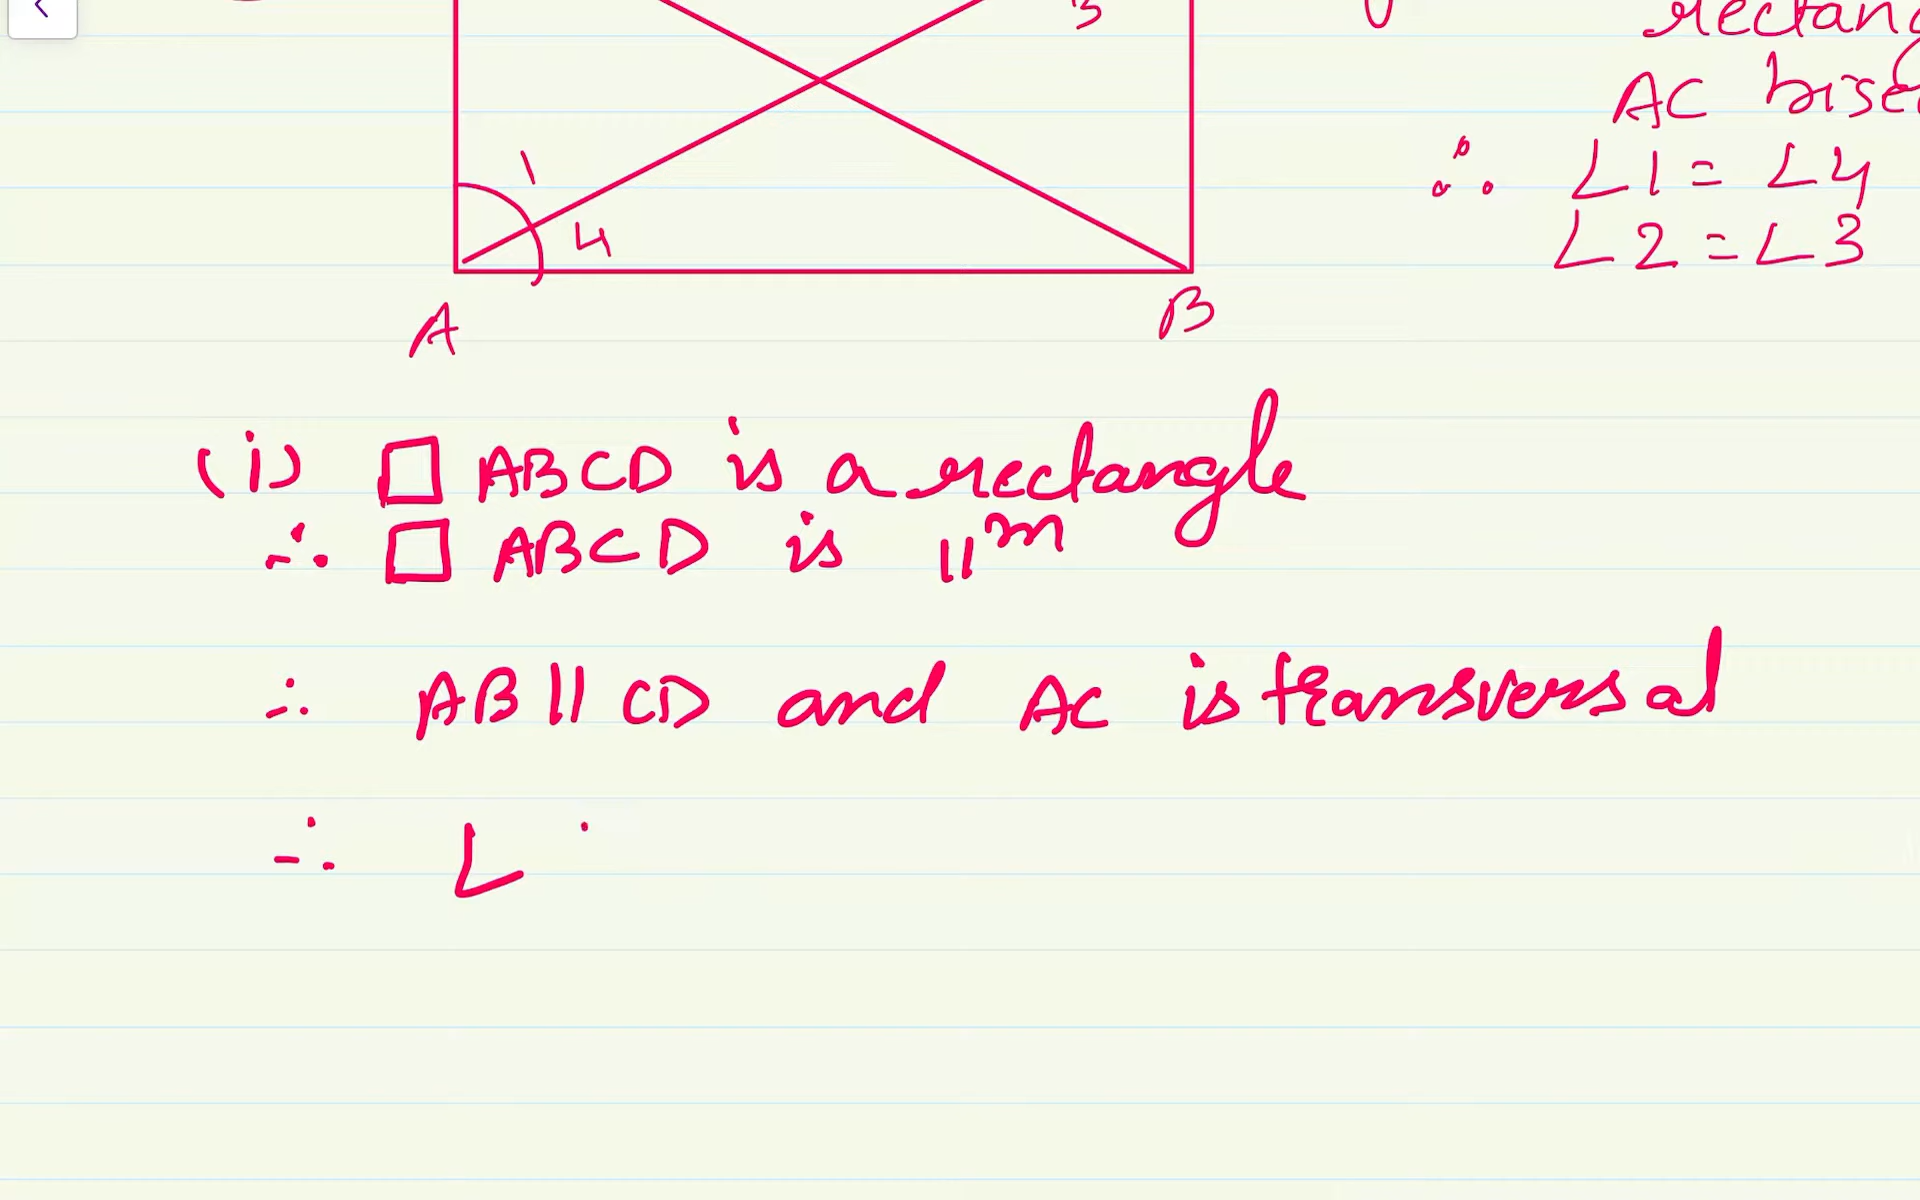 3
rectang
AC bise
∴ ∠1 = ∠4
∠2 = ∠3
1
4
A
B
(i) □ ABCD is a rectangle
∴ □ ABCD is ||m
∴ AB || CD and AC is transversal
∴ ∠